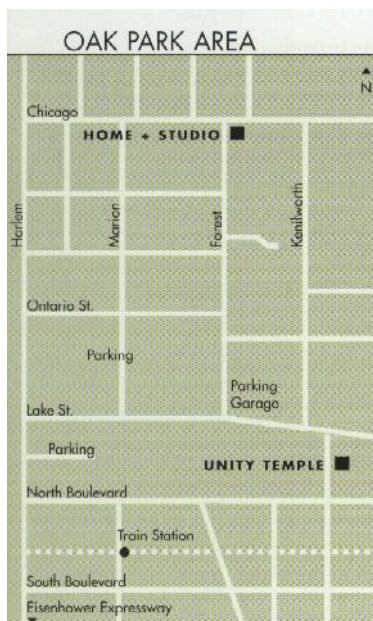 OAK PARK AREA
N
Chicago
HOME + STUDIO
Harlem
Marion
Forest
Kenilworth
Ontario St.
Parking
Parking
Garage
Lake St.
Parking
UNITY TEMPLE
North Boulevard
Train Station
South Boulevard
Eisenhower Expressway